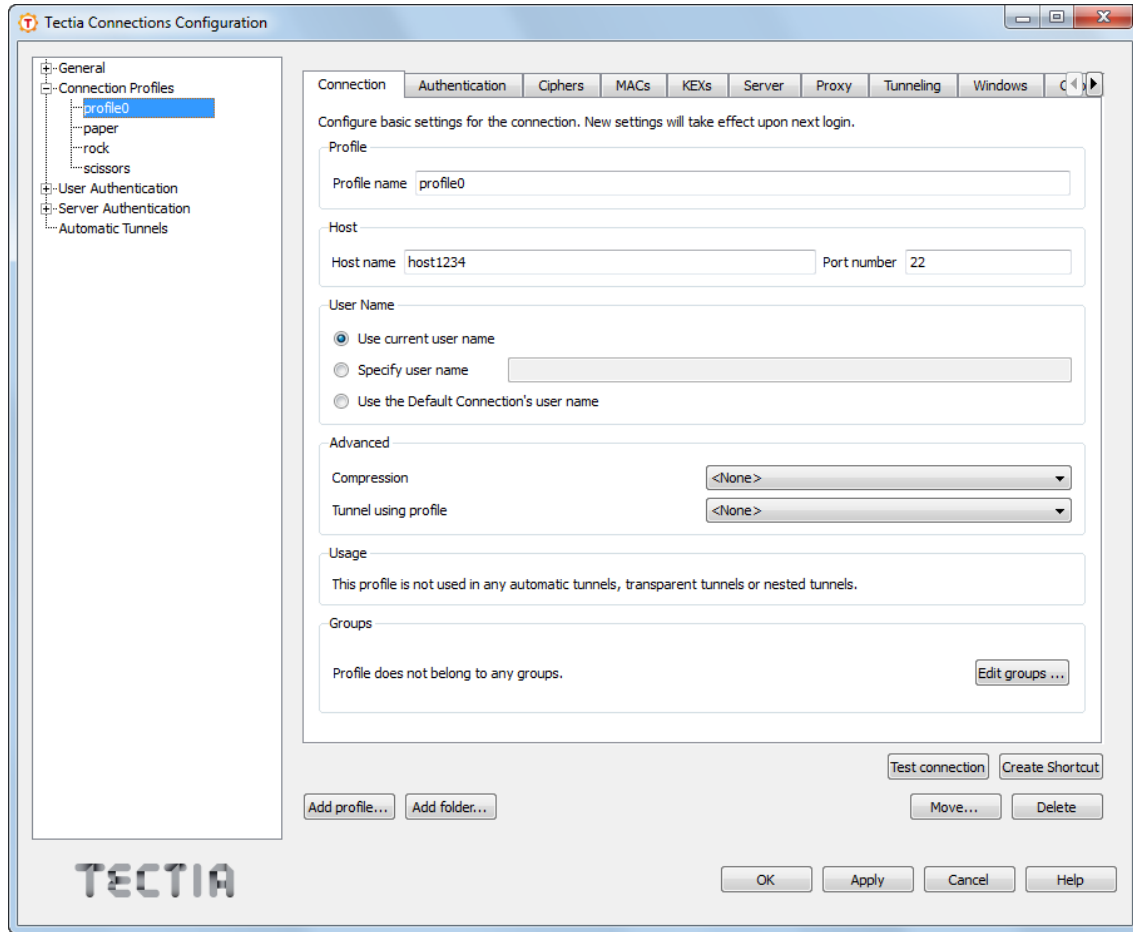 Tectia Connections Configuration
General
Connection Profiles
profile0
paper
rock
scissors
User Authentication
Server Authentication
Automatic Tunnels
Connection Authentication Ciphers MACs KEXs Server Proxy Tunneling Windows
Configure basic settings for the connection. New settings will take effect upon next login.
Profile
Profile name profile0
Host
Host name host1234 Port number 22
User Name
Use current user name
Specify user name
Use the Default Connection's user name
Advanced
Compression <None>
Tunnel using profile <None>
Usage
This profile is not used in any automatic tunnels, transparent tunnels or nested tunnels.
Groups
Profile does not belong to any groups. Edit groups ...
Test connection Create Shortcut
Add profile... Add folder... Move... Delete
TECTIA
OK Apply Cancel Help